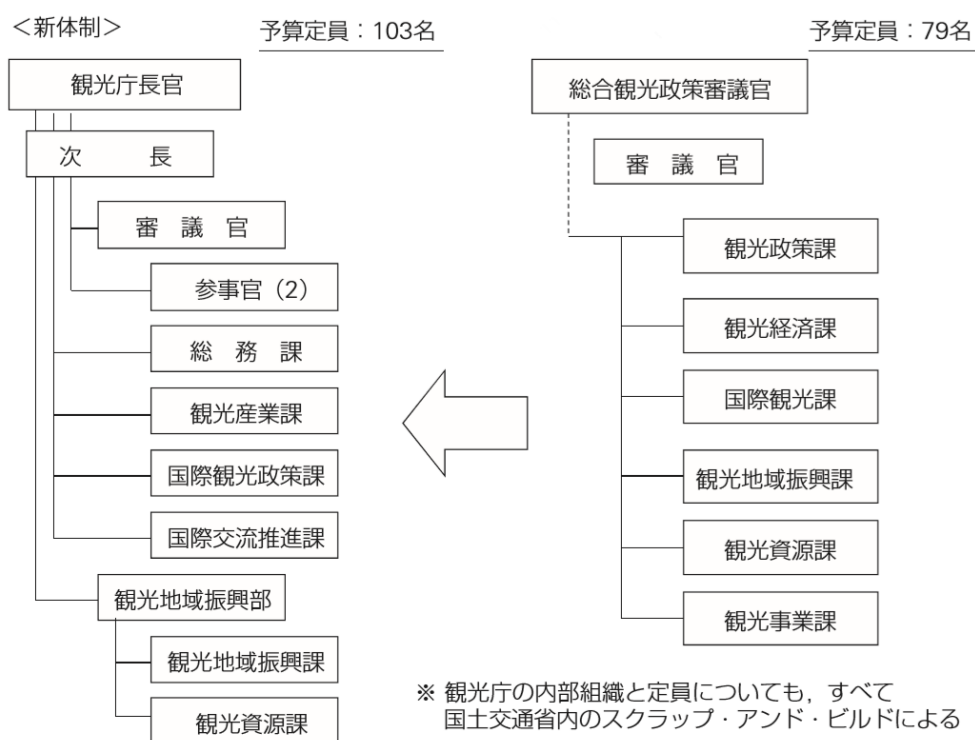 ＜新体制＞
予算定員：103名
観光庁長官
次　　長
審　議　官
参事官（2）
総　務　課
観光産業課
国際観光政策課
国際交流推進課
観光地域振興部
観光地域振興課
観光資源課
予算定員：79名
総合観光政策審議官
審　議　官
観光政策課
観光経済課
国際観光課
観光地域振興課
観光資源課
観光事業課
※ 観光庁の内部組織と定員についても，すべて
国土交通省内のスクラップ・アンド・ビルドによる